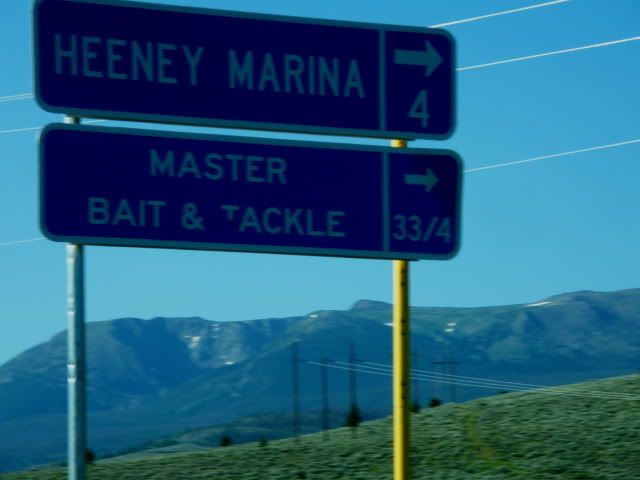 HEENEY MARINA
4
MASTER
BAIT & TACKLE
33/4